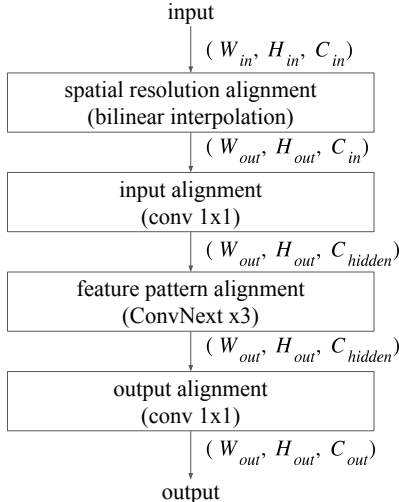 input
( W_in, H_in, C_in)
spatial resolution alignment
(bilinear interpolation)
( W_out, H_out, C_in)
input alignment
(conv 1x1)
( W_out, H_out, C_hidden)
feature pattern alignment
(ConvNext x3)
( W_out, H_out, C_hidden)
output alignment
(conv 1x1)
( W_out, H_out, C_out)
output